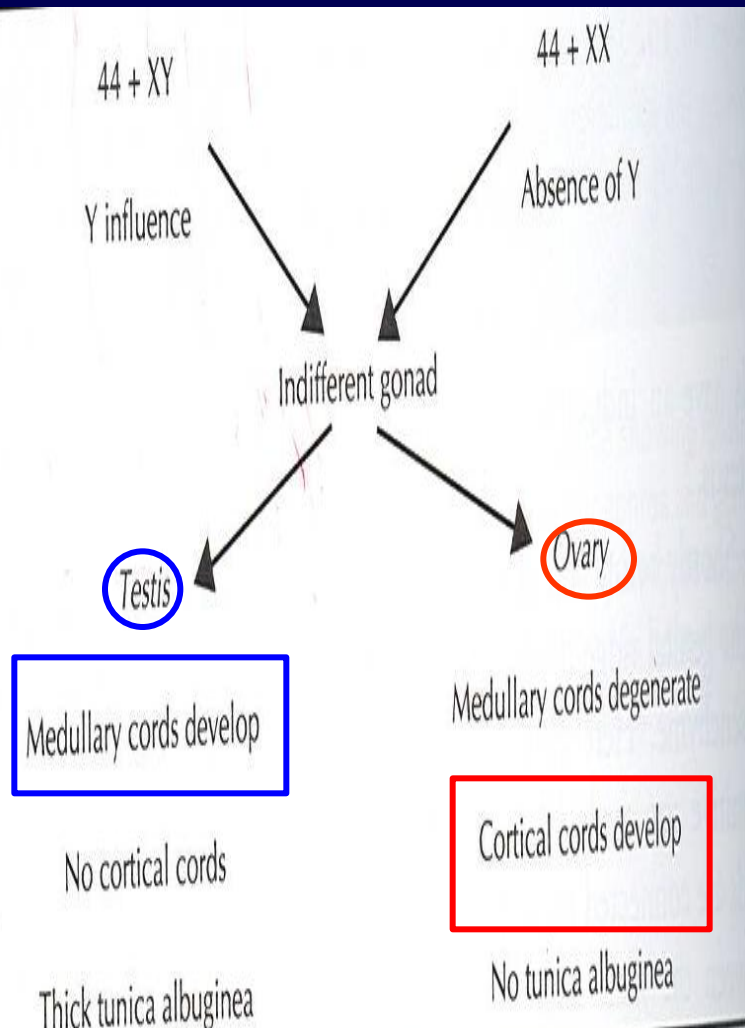 44 + XY
44 + XX
Y influence
Absence of Y
Indifferent gonad
Testis
Ovary
Medullary cords develop
Medullary cords degenerate
No cortical cords
Cortical cords develop
Thick tunica albuginea
No tunica albuginea